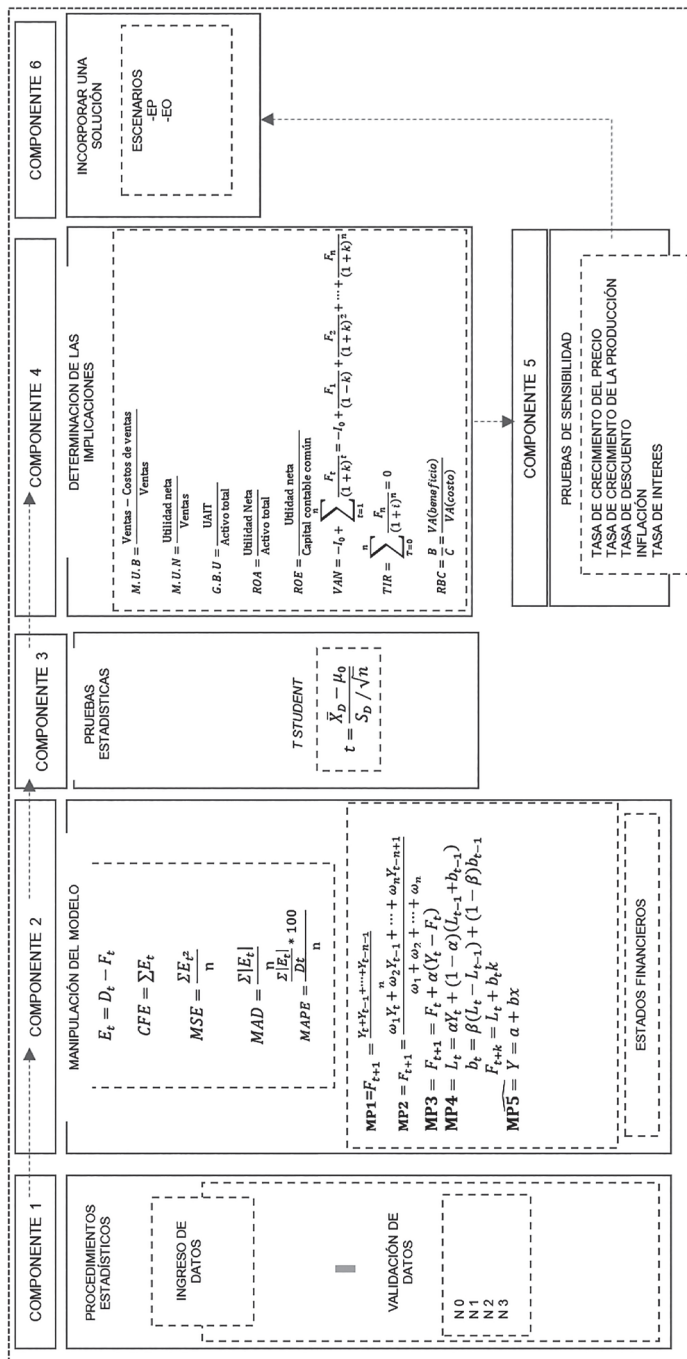 COMPONENTE 1
PROCEDIMIENTOS
ESTADÍSTICOS
INGRESO DE
DATOS
VALIDACIÓN DE
DATOS
N 0
N 1
N 2
N 3
COMPONENTE 2
MANIPULACIÓN DEL MODELO
E_t = D_t − F_t
CFE = ΣE_t
MSE = ΣE_t² / n
MAD = Σ|E_t| / n
MAPE = (Σ|E_t| / Dt * 100) / n
MP1=F_{t+1} = (Y_t+Y_{t−1}+⋯+Y_{t−n−1}) / n
MP2 = F_{t+1} = (ω_1Y_t + ω_2Y_{t−1} + ⋯ + ω_nY_{t−n+1}) / (ω_1 + ω_2 + ⋯ + ω_n)
MP3 = F_{t+1} = F_t + α(Y_t − F_t)
MP4 = L_t = αY_t + (1 − α)(L_{t−1}+b_{t−1})
b_t = β(L_t − L_{t−1}) + (1 − β)b_{t−1}
F_{t+k} = L_t + b_tk
MP5 = Y = a + bx
ESTADOS FINANCIEROS
COMPONENTE 3
PRUEBAS
ESTADISTICAS
T STUDENT
t = (X̄_D − μ_0) / (S_D / √n)
COMPONENTE 4
DETERMINACION DE LAS
IMPLICACIONES
M.U.B = (Ventas − Costos de ventas) / Ventas
M.U.N = Utilidad neta / Ventas
G.B.U = UAIT / Activo total
ROA = Utilidad Neta / Activo total
ROE = Utlidad neta / Capital contable común
VAN = −I_0 + Σ_{t=1}^{n} [F_t / (1 + k)^t = −I_0 + F_1 / (1 − k) + F_2 / (1 + k)^2 + ⋯ + F_n / (1 + k)^n
TIR = Σ_{T=0}^{n} [F_n / (1 + i)^n = 0
RBC = B / C = VA(beneficio) / VA(costo)
COMPONENTE 5
PRUEBAS DE SENSIBILIDAD
TASA DE CRECIMIENTO DEL PRECIO
TASA DE CRECIMIENTO DE LA PRODUCCIÓN
TASA DE DESCUENTO
INFLACIÓN
TASA DE INTERES
COMPONENTE 6
INCORPORAR UNA
SOLUCIÓN
ESCENARIOS
-EP
-EO